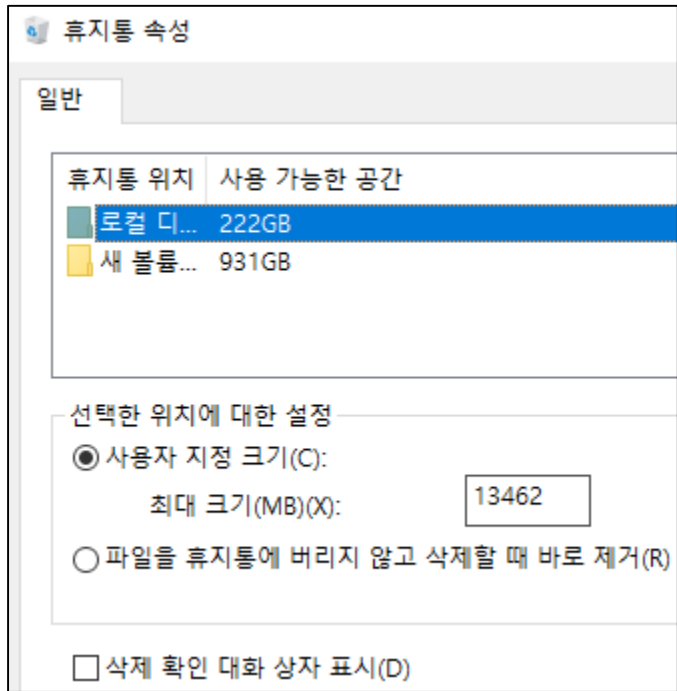 휴지통 속성
일반
휴지통 위치 사용 가능한 공간
로컬 디... 222GB
새 볼륨... 931GB
선택한 위치에 대한 설정
사용자 지정 크기(C):
최대 크기(MB)(X): 13462
파일을 휴지통에 버리지 않고 삭제할 때 바로 제거(R)
삭제 확인 대화 상자 표시(D)